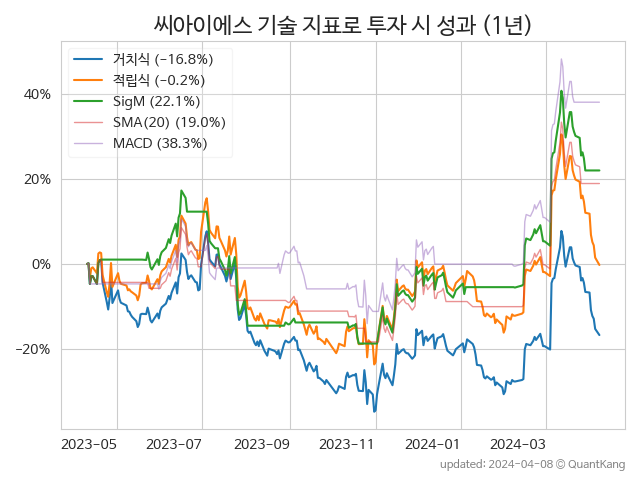 씨아이에스 기술 지표로 투자 시 성과 (1년)
거치식 (−16.8%)
적립식 (−0.2%)
SigM (22.1%)
SMA(20) (19.0%)
MACD (38.3%)
40%
20%
0%
−20%
2023-05 2023-07 2023-09 2023-11 2024-01 2024-03
updated: 2024-04-08 © QuantKang